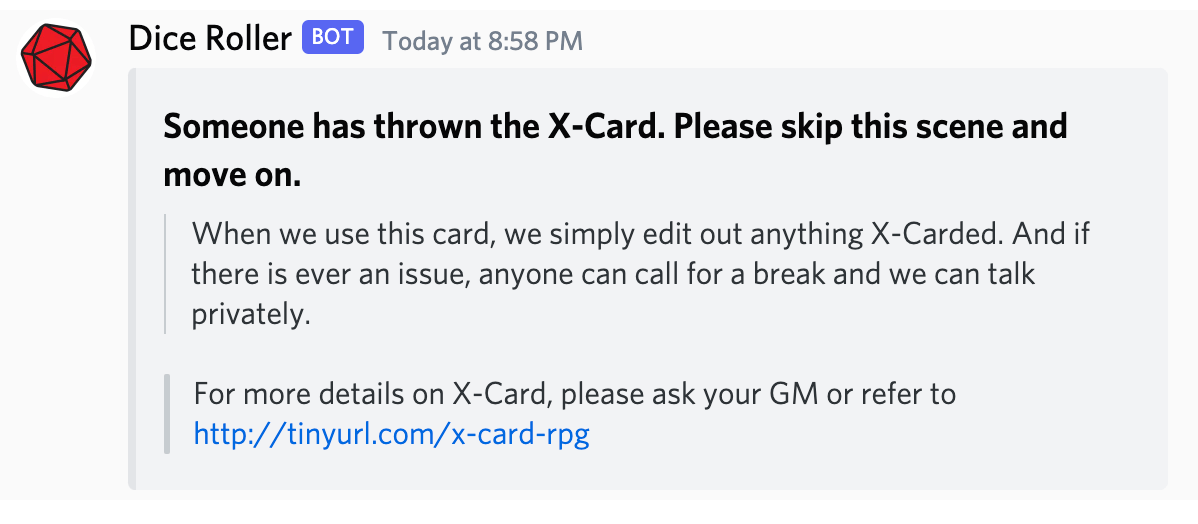 Dice Roller BOT Today at 8:58 PM
Someone has thrown the X-Card. Please skip this scene and
move on.
When we use this card, we simply edit out anything X-Carded. And if
there is ever an issue, anyone can call for a break and we can talk
privately.
For more details on X-Card, please ask your GM or refer to
http://tinyurl.com/x-card-rpg